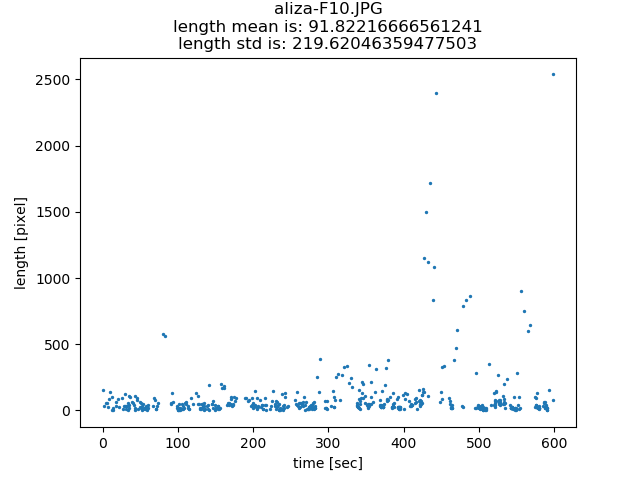 aliza-F10.JPG
length mean is: 91.82216666561241
length std is: 219.62046359477503
length [pixel]
2500
2000
1500
1000
500
0
0 100 200 300 400 500 600
time [sec]